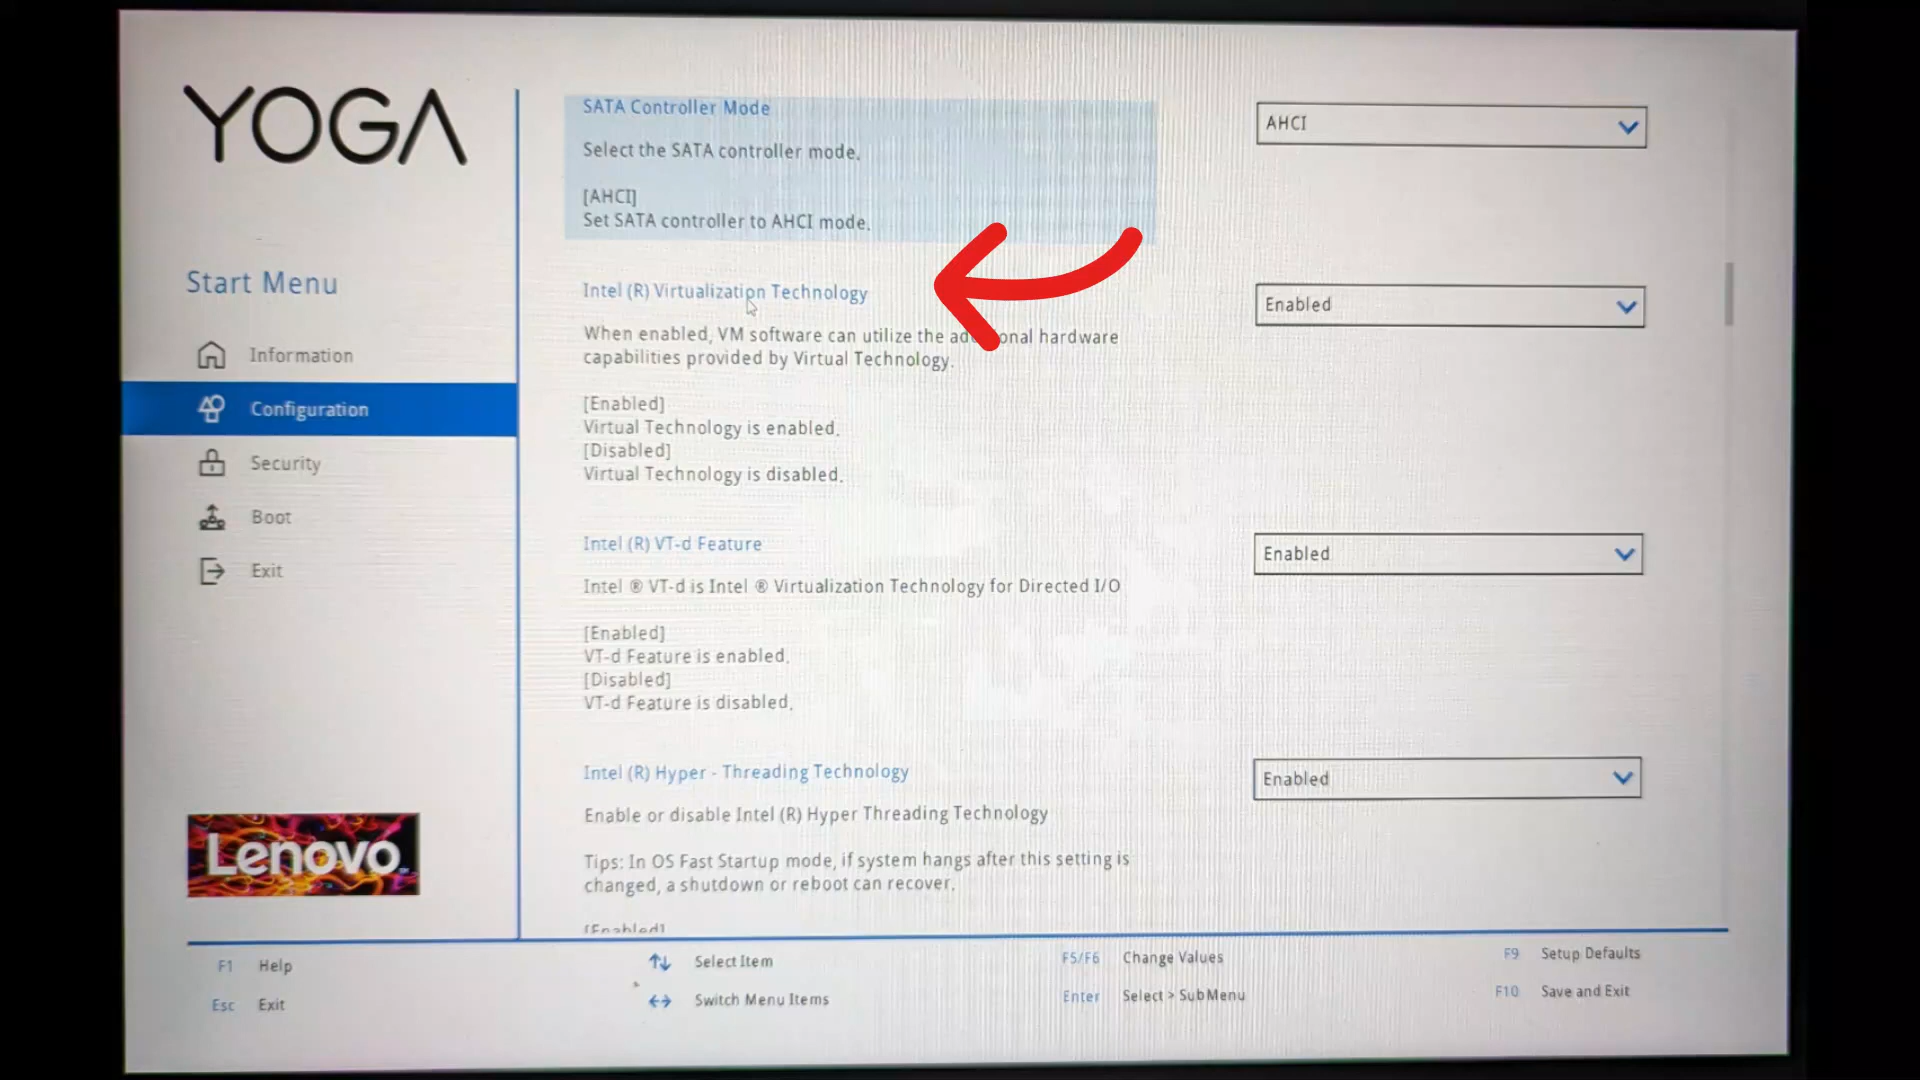 YOGA
Start Menu
Information
Configuration
Security
Boot
Exit
Lenovo
SATA Controller Mode
AHCI
Select the SATA controller mode.
[AHCI]
Set SATA controller to AHCI mode.
Intel (R) Virtualization Technology
Enabled
When enabled, VM software can utilize the ad onal hardware
capabilities provided by Virtual Technology.
[Enabled]
Virtual Technology is enabled.
[Disabled]
Virtual Technology is disabled.
Intel (R) VT-d Feature
Enabled
Intel ® VT-d is Intel ® Virtualization Technology for Directed I/O
[Enabled]
VT-d Feature is enabled.
[Disabled]
VT-d Feature is disabled.
Intel (R) Hyper - Threading Technology
Enabled
Enable or disable Intel (R) Hyper Threading Technology
Tips: In OS Fast Startup mode, if system hangs after this setting is
changed, a shutdown or reboot can recover.
[Enabled]
F1 Help
Select Item
F5/F6 Change Values
F9 Setup Defaults
Esc Exit
Switch Menu Items
Enter Select > SubMenu
F10 Save and Exit